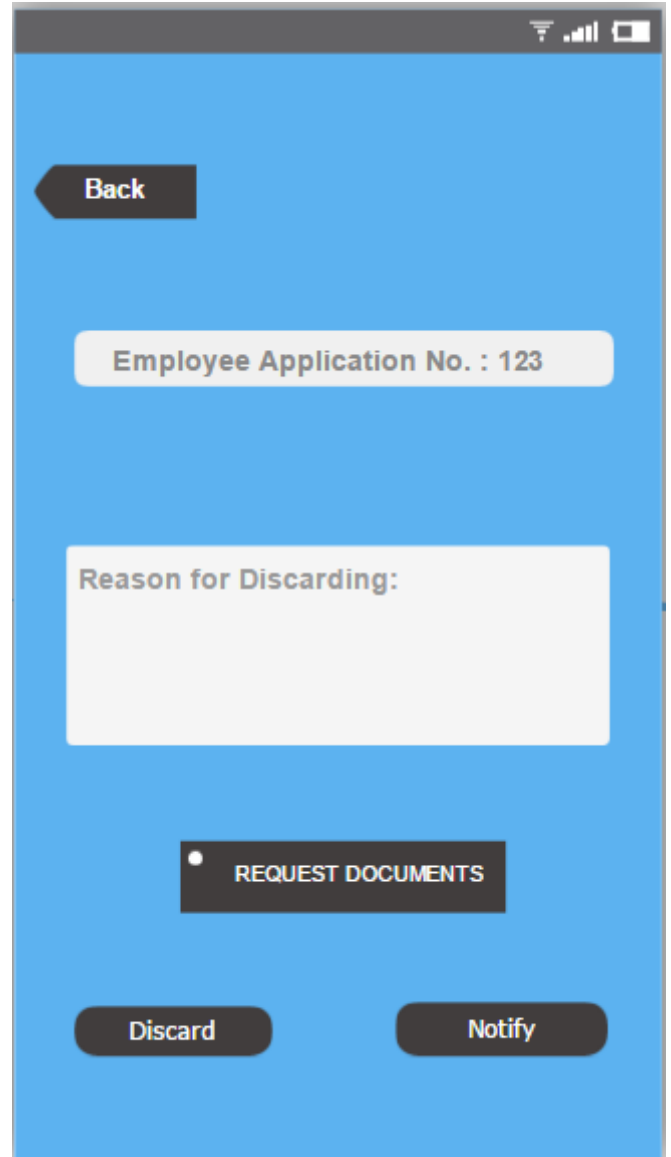 Back
Employee Application No. : 123
Reason for Discarding:
REQUEST DOCUMENTS
Discard
Notify